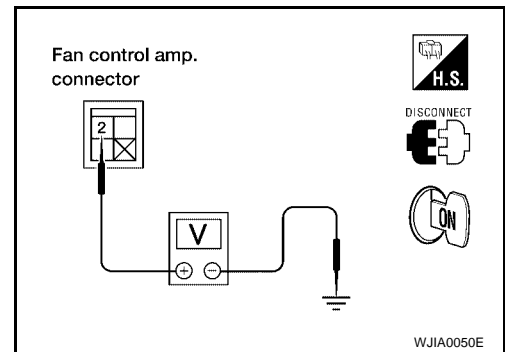 Fan control amp.
connector
H.S.
DISCONNECT
2
V
ON
+ −
WJIA0050E